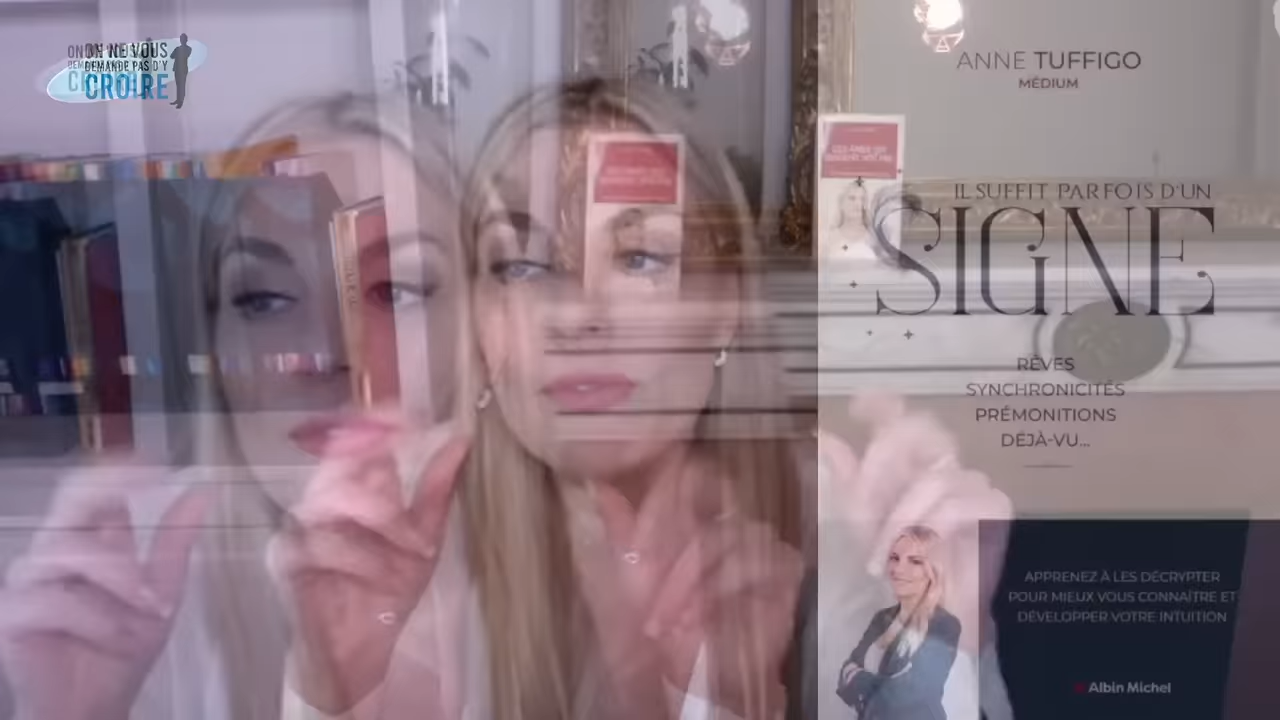 ON NE VOUS
DEMANDE PAS D'Y
CROIRE
ANNE TUFFIGO
MÉDIUM
IL SUFFIT PARFOIS D'UN
SIGNE
RÊVES
SYNCHRONICITÉS
PRÉMONITIONS
DÉJÀ-VU...
APPRENEZ À LES DÉCRYPTER
POUR MIEUX VOUS CONNAÎTRE ET
DÉVELOPPER VOTRE INTUITION
Albin Michel